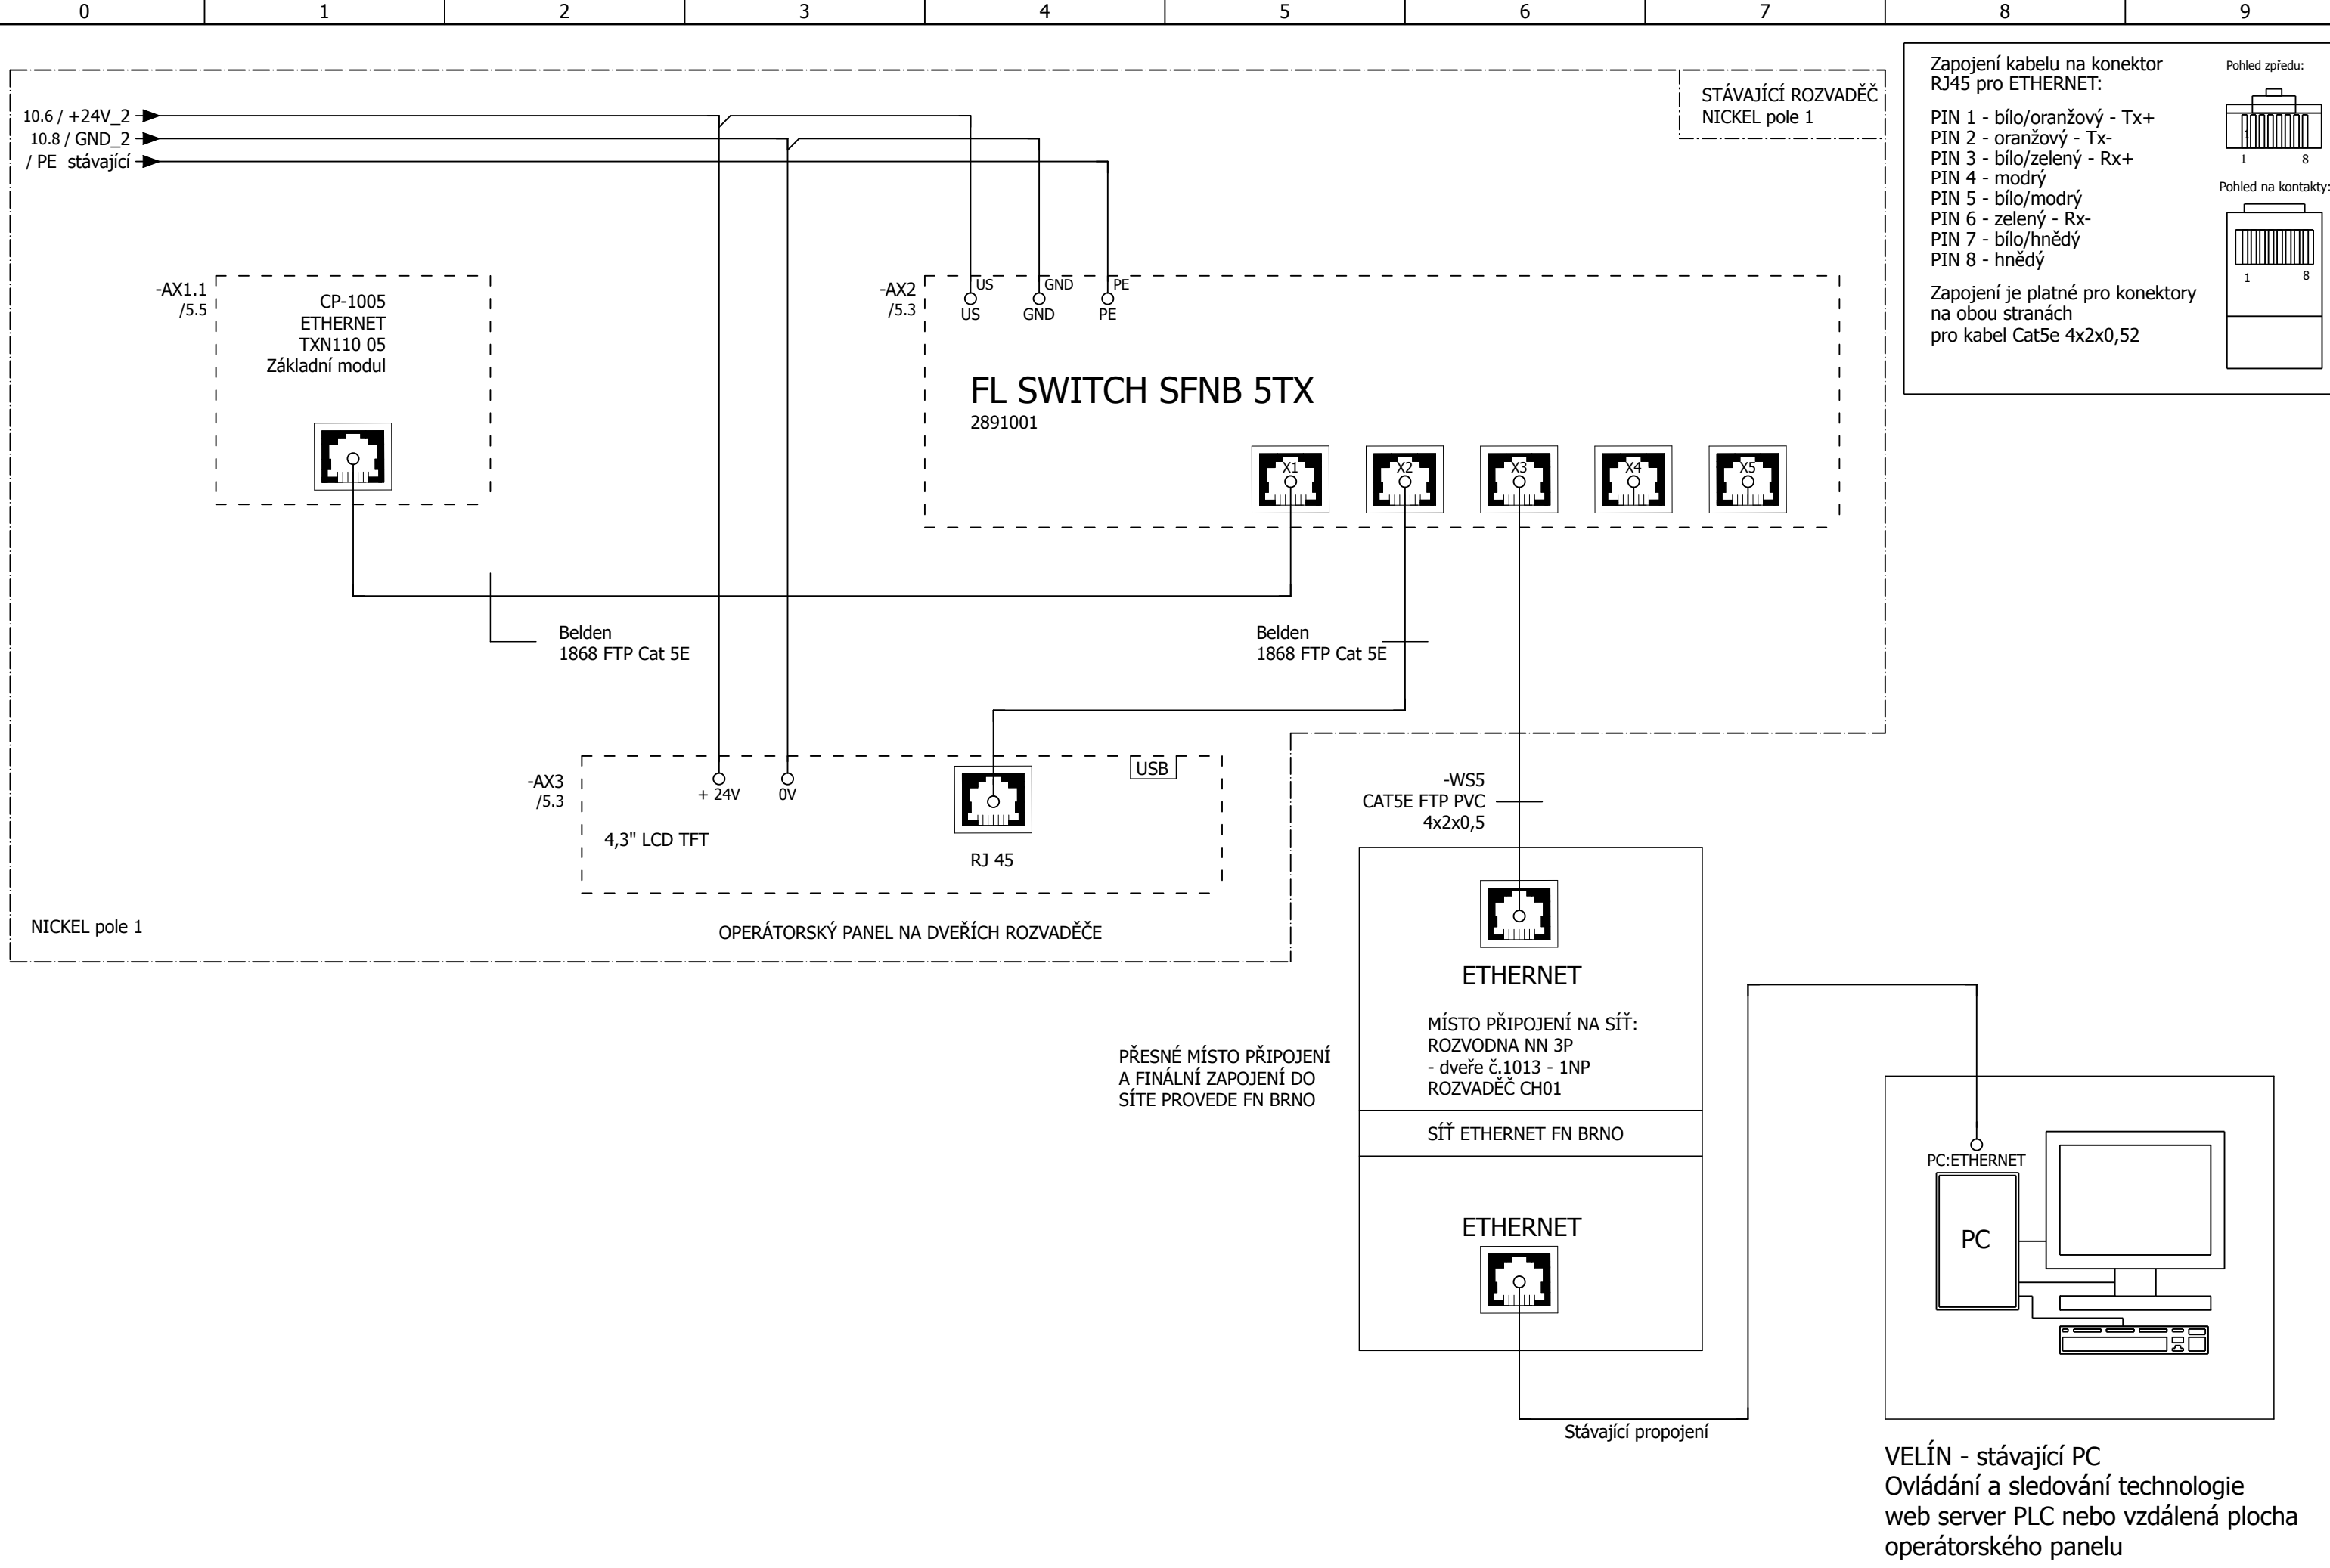 0 1 2 3 4 5 6 7 8 9
10.6 / +24V_2
10.8 / GND_2
/ PE stávající
STÁVAJÍCÍ ROZVADĚČ
NICKEL pole 1
Zapojení kabelu na konektor
RJ45 pro ETHERNET:
PIN 1 - bílo/oranžový - Tx+
PIN 2 - oranžový - Tx-
PIN 3 - bílo/zelený - Rx+
PIN 4 - modrý
PIN 5 - bílo/modrý
PIN 6 - zelený - Rx-
PIN 7 - bílo/hnědý
PIN 8 - hnědý
Zapojení je platné pro konektory
na obou stranách
pro kabel Cat5e 4x2x0,52
Pohled zpředu:
1
1 8
Pohled na kontakty:
1 8
-AX1.1
/5.5
CP-1005
ETHERNET
TXN110 05
Základní modul
-AX2
/5.3
US GND PE
US GND PE
FL SWITCH SFNB 5TX
2891001
X1 X2 X3 X4 X5
Belden
1868 FTP Cat 5E
Belden
1868 FTP Cat 5E
-AX3
/5.3
+ 24V 0V
USB
4,3" LCD TFT
RJ 45
-WS5
CAT5E FTP PVC
4x2x0,5
NICKEL pole 1
OPERÁTORSKÝ PANEL NA DVEŘÍCH ROZVADĚČE
ETHERNET
MÍSTO PŘIPOJENÍ NA SÍŤ:
ROZVODNA NN 3P
- dveře č.1013 - 1NP
ROZVADĚČ CH01
PŘESNÉ MÍSTO PŘIPOJENÍ
A FINÁLNÍ ZAPOJENÍ DO
SÍTE PROVEDE FN BRNO
SÍŤ ETHERNET FN BRNO
ETHERNET
PC:ETHERNET
PC
Stávající propojení
VELÍN - stávající PC
Ovládání a sledování technologie
web server PLC nebo vzdálená plocha
operátorského panelu